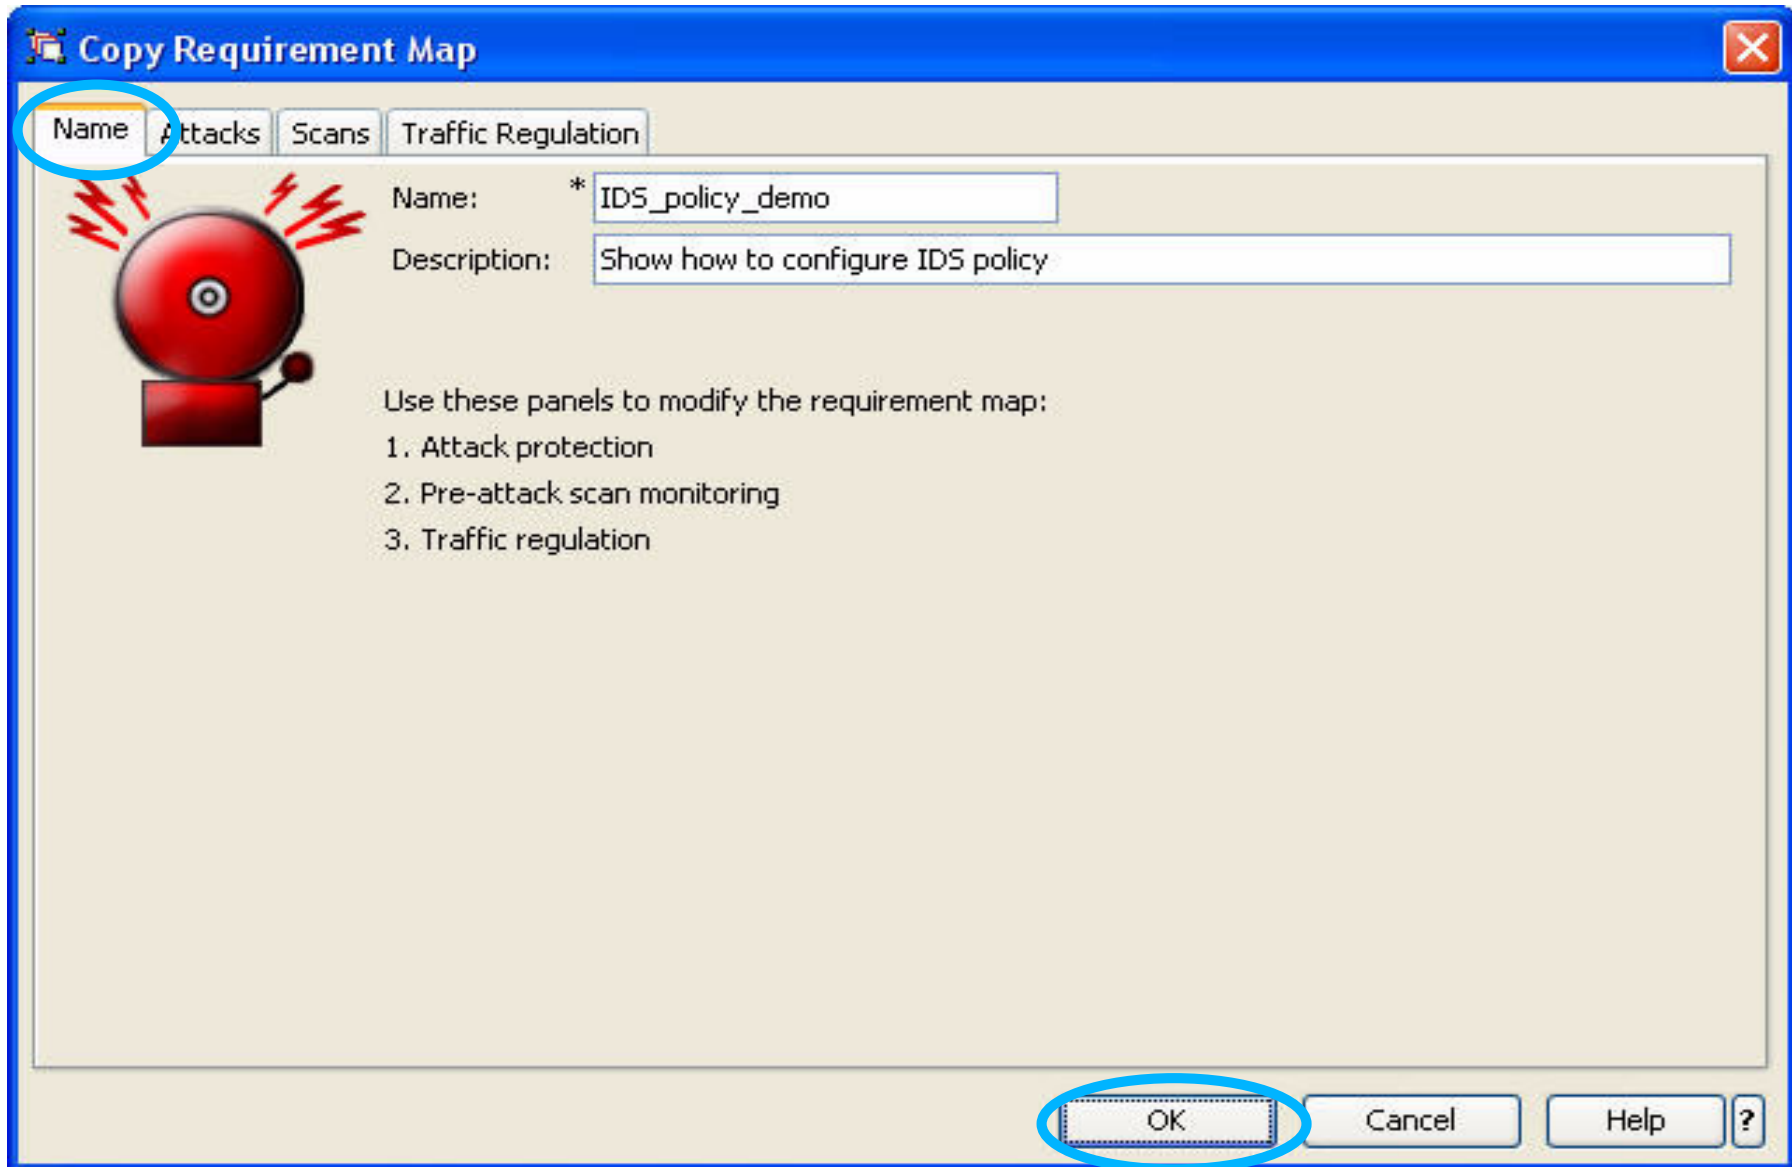 Copy Requirement Map
Name Attacks Scans Traffic Regulation
Name: * IDS_policy_demo
Description: Show how to configure IDS policy
Use these panels to modify the requirement map:
1. Attack protection
2. Pre-attack scan monitoring
3. Traffic regulation
OK Cancel Help ?